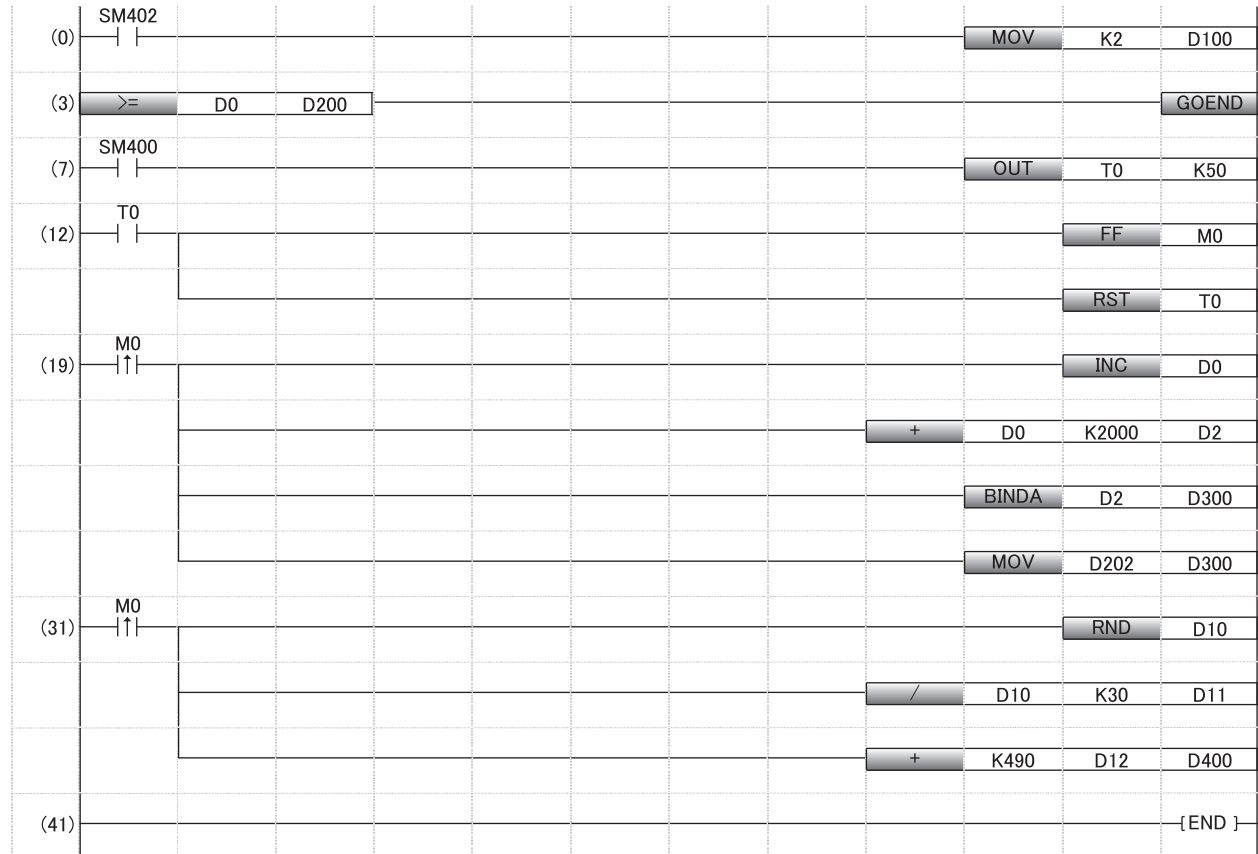 SM402
(0) MOV K2 D100
(3) >= D0 D200 GOEND
SM400
(7) OUT T0 K50
T0
(12) FF M0
RST T0
M0
(19) ↑ INC D0
+ D0 K2000 D2
BINDA D2 D300
MOV D202 D300
M0
(31) ↑ RND D10
/ D10 K30 D11
+ K490 D12 D400
(41) [END ]